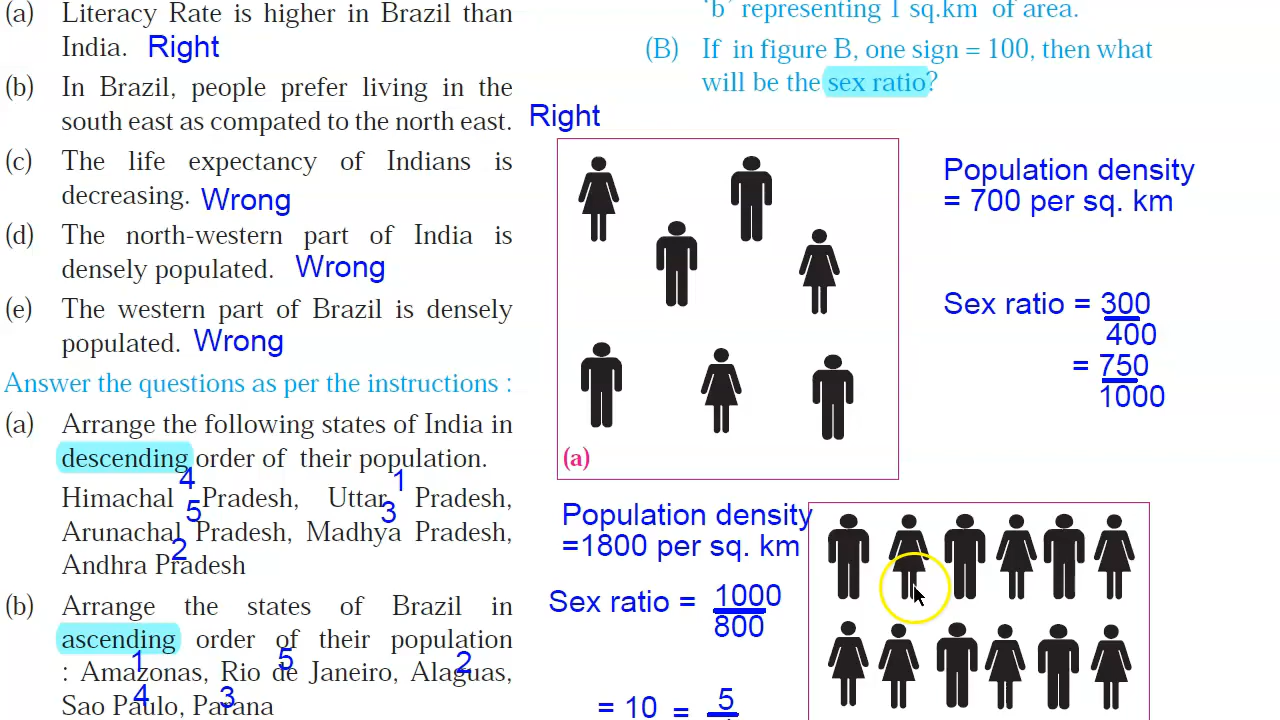 (a) Literacy Rate is higher in Brazil than
India. Right
(b) In Brazil, people prefer living in the
south east as compated to the north east.
Right
(c) The life expectancy of Indians is
decreasing. Wrong
(d) The north-western part of India is
densely populated. Wrong
(e) The western part of Brazil is densely
populated. Wrong
Answer the questions as per the instructions :
(a) Arrange the following states of India in
descending order of their population.
4 1
Himachal Pradesh, Uttar Pradesh,
5 3
Arunachal Pradesh, Madhya Pradesh,
2
Andhra Pradesh
(b) Arrange the states of Brazil in
ascending order of their population
1 5 2
: Amazonas, Rio de Janeiro, Alaguas,
4 3
Sao Paulo, Parana
'b' representing 1 sq.km of area.
(B) If in figure B, one sign = 100, then what
will be the sex ratio?
(a)
Population density
= 700 per sq. km
Sex ratio = 300
400
= 750
1000
Population density
=1800 per sq. km
Sex ratio = 1000
800
= 10 = 5